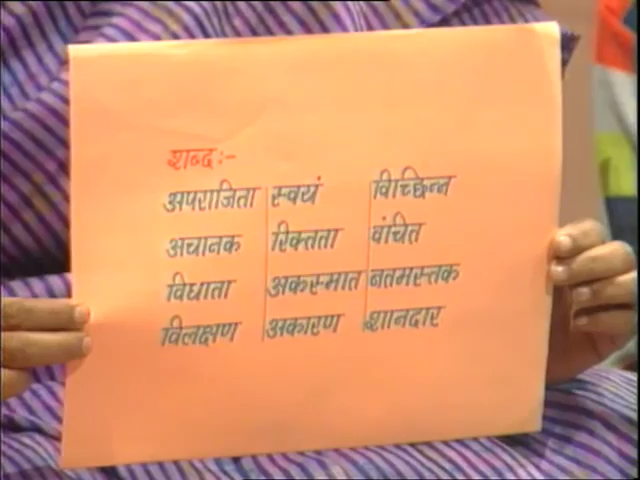 शब्द:-
अपराजिता स्वयं विच्छिन्न
अचानक रिक्तता वंचित
विधाता अकस्मात नतमस्तक
विलक्षण अकारण शानदार